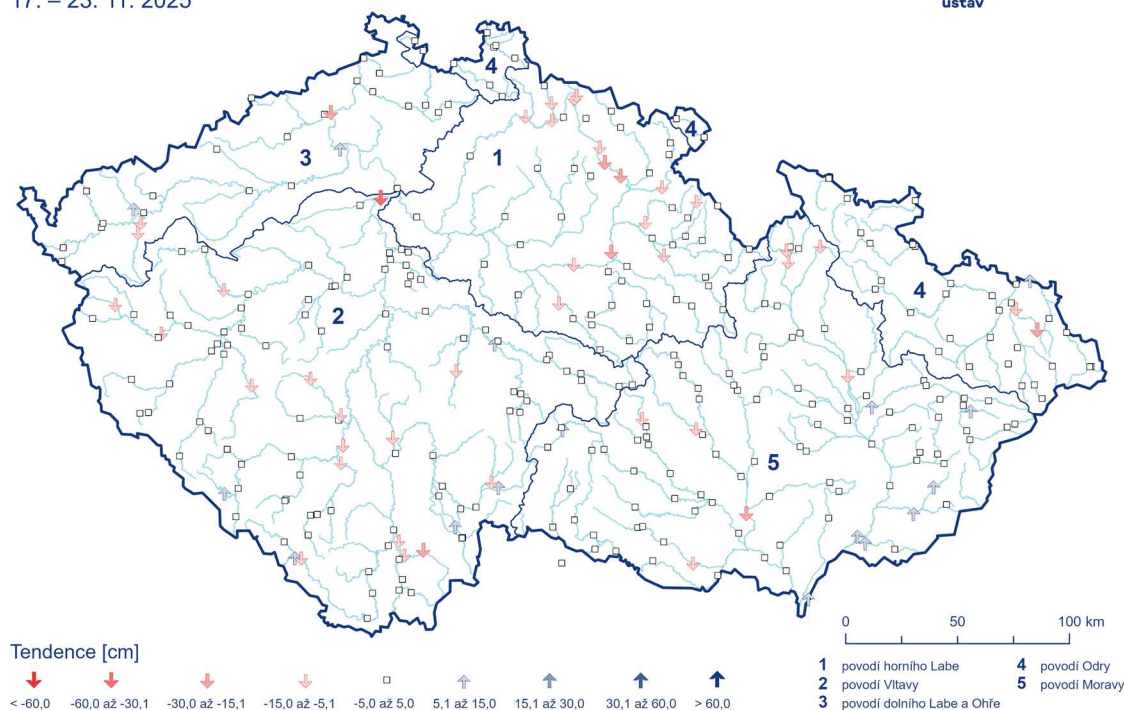 17. – 23. 11. 2025
ústav
4
4
3
1
4
2
5
0 50 100 km
Tendence [cm]
< -60,0 -60,0 až -30,1 -30,0 až -15,1 -15,0 až -5,1 -5,0 až 5,0 5,1 až 15,0 15,1 až 30,0 30,1 až 60,0 > 60,0
1 povodí horního Labe
2 povodí Vltavy
3 povodí dolního Labe a Ohře
4 povodí Odry
5 povodí Moravy